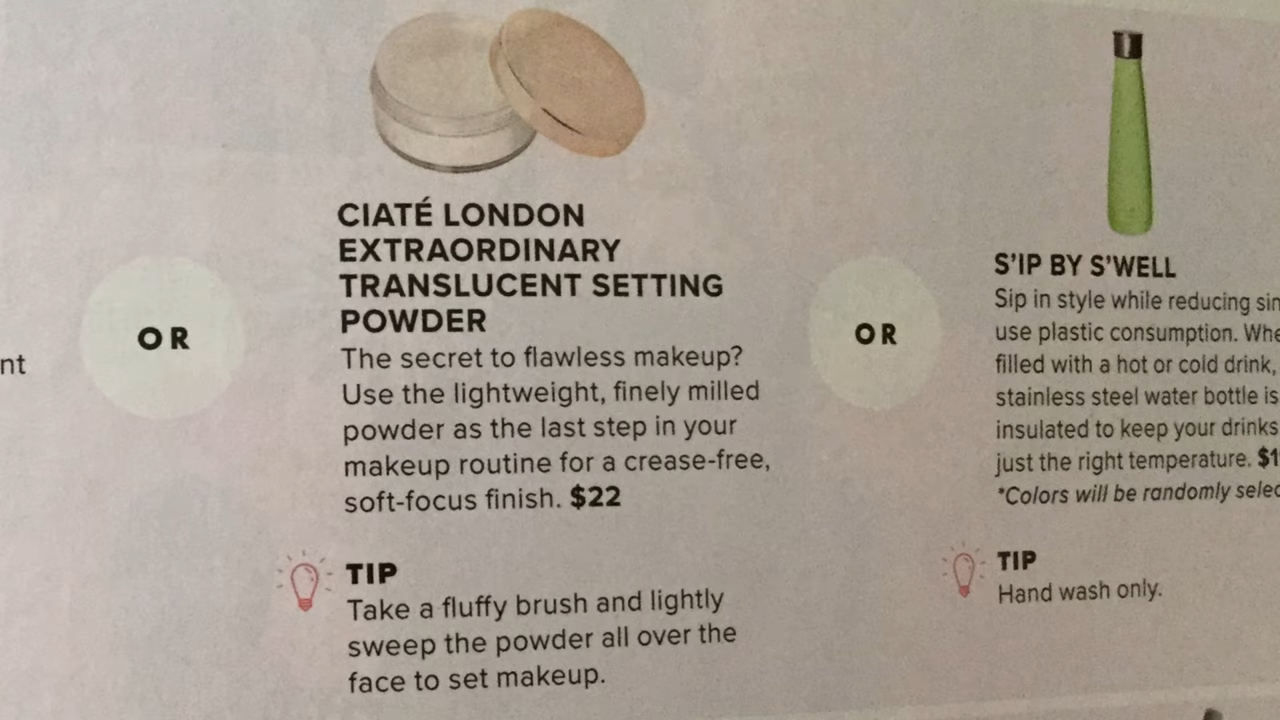 nt
OR
CIATÉ LONDON
EXTRAORDINARY
TRANSLUCENT SETTING
POWDER
The secret to flawless makeup?
Use the lightweight, finely milled
powder as the last step in your
makeup routine for a crease-free,
soft-focus finish. $22
TIP
Take a fluffy brush and lightly
sweep the powder all over the
face to set makeup.
OR
S'IP BY S'WELL
Sip in style while reducing sin
use plastic consumption. Whe
filled with a hot or cold drink,
stainless steel water bottle is
insulated to keep your drinks
just the right temperature. $1
*Colors will be randomly selec
TIP
Hand wash only.